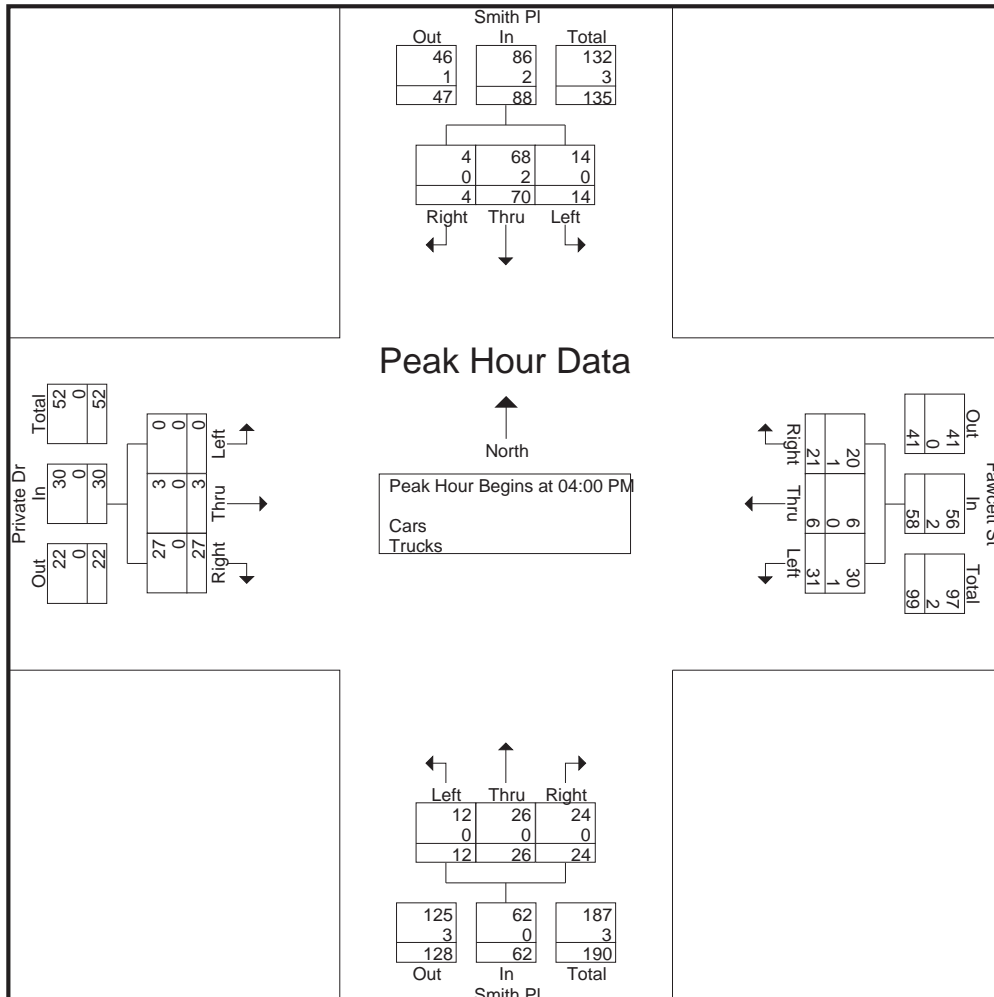 Smith Pl
Out In Total
46 86 132
1 2 3
47 88 135
4 68 14
0 2 0
4 70 14
Right Thru Left
Peak Hour Data
North
Peak Hour Begins at 04:00 PM
Cars
Trucks
Private Dr
Total In Out
52 30 22
0 0 0
52 30 22
0 3 27
0 0 0
0 3 27
Left Thru Right
Fawcett St
Out In Total
41 56 97
0 2 2
41 58 99
20 6 30
1 0 1
21 6 31
Right Thru Left
Left Thru Right
12 26 24
0 0 0
12 26 24
125 62 187
3 0 3
128 62 190
Out In Total
Smith Pl